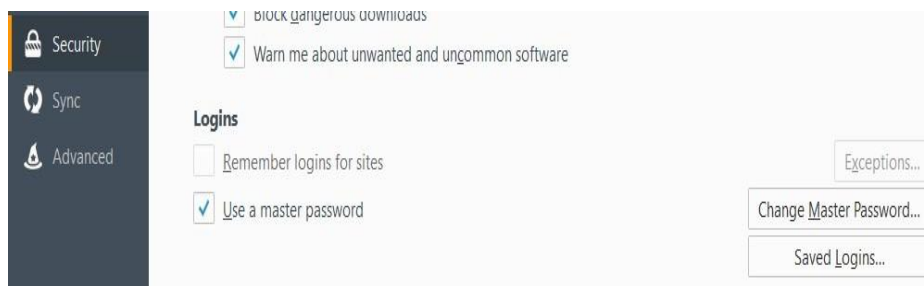 Block dangerous downloads
Security
Warn me about unwanted and uncommon software
Sync
Logins
Advanced
Remember logins for sites
Exceptions...
Use a master password
Change Master Password...
Saved Logins...